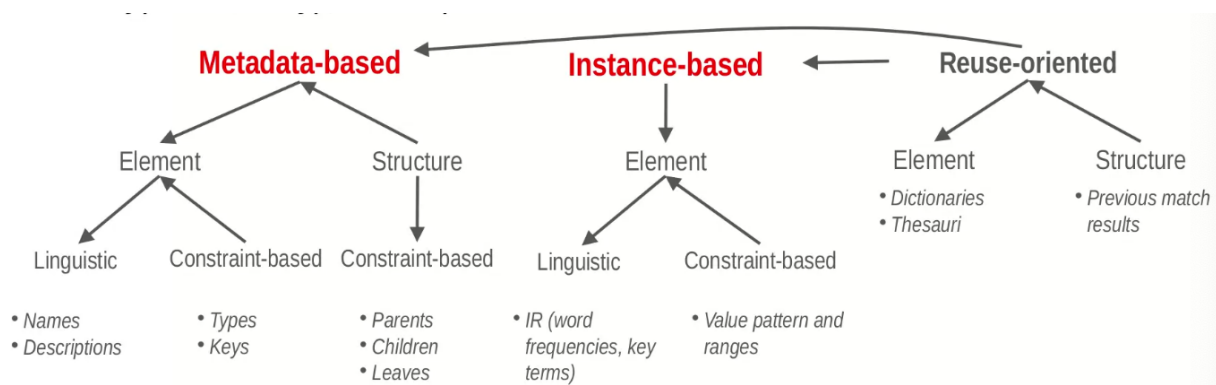 Metadata-based Instance-based Reuse-oriented
Element Structure Element Element Structure
• Dictionaries • Previous match
• Thesauri results
Linguistic Constraint-based Constraint-based Linguistic Constraint-based
• Names • Types • Parents • IR (word • Value pattern and
• Descriptions • Keys • Children frequencies, key ranges
• Leaves terms)